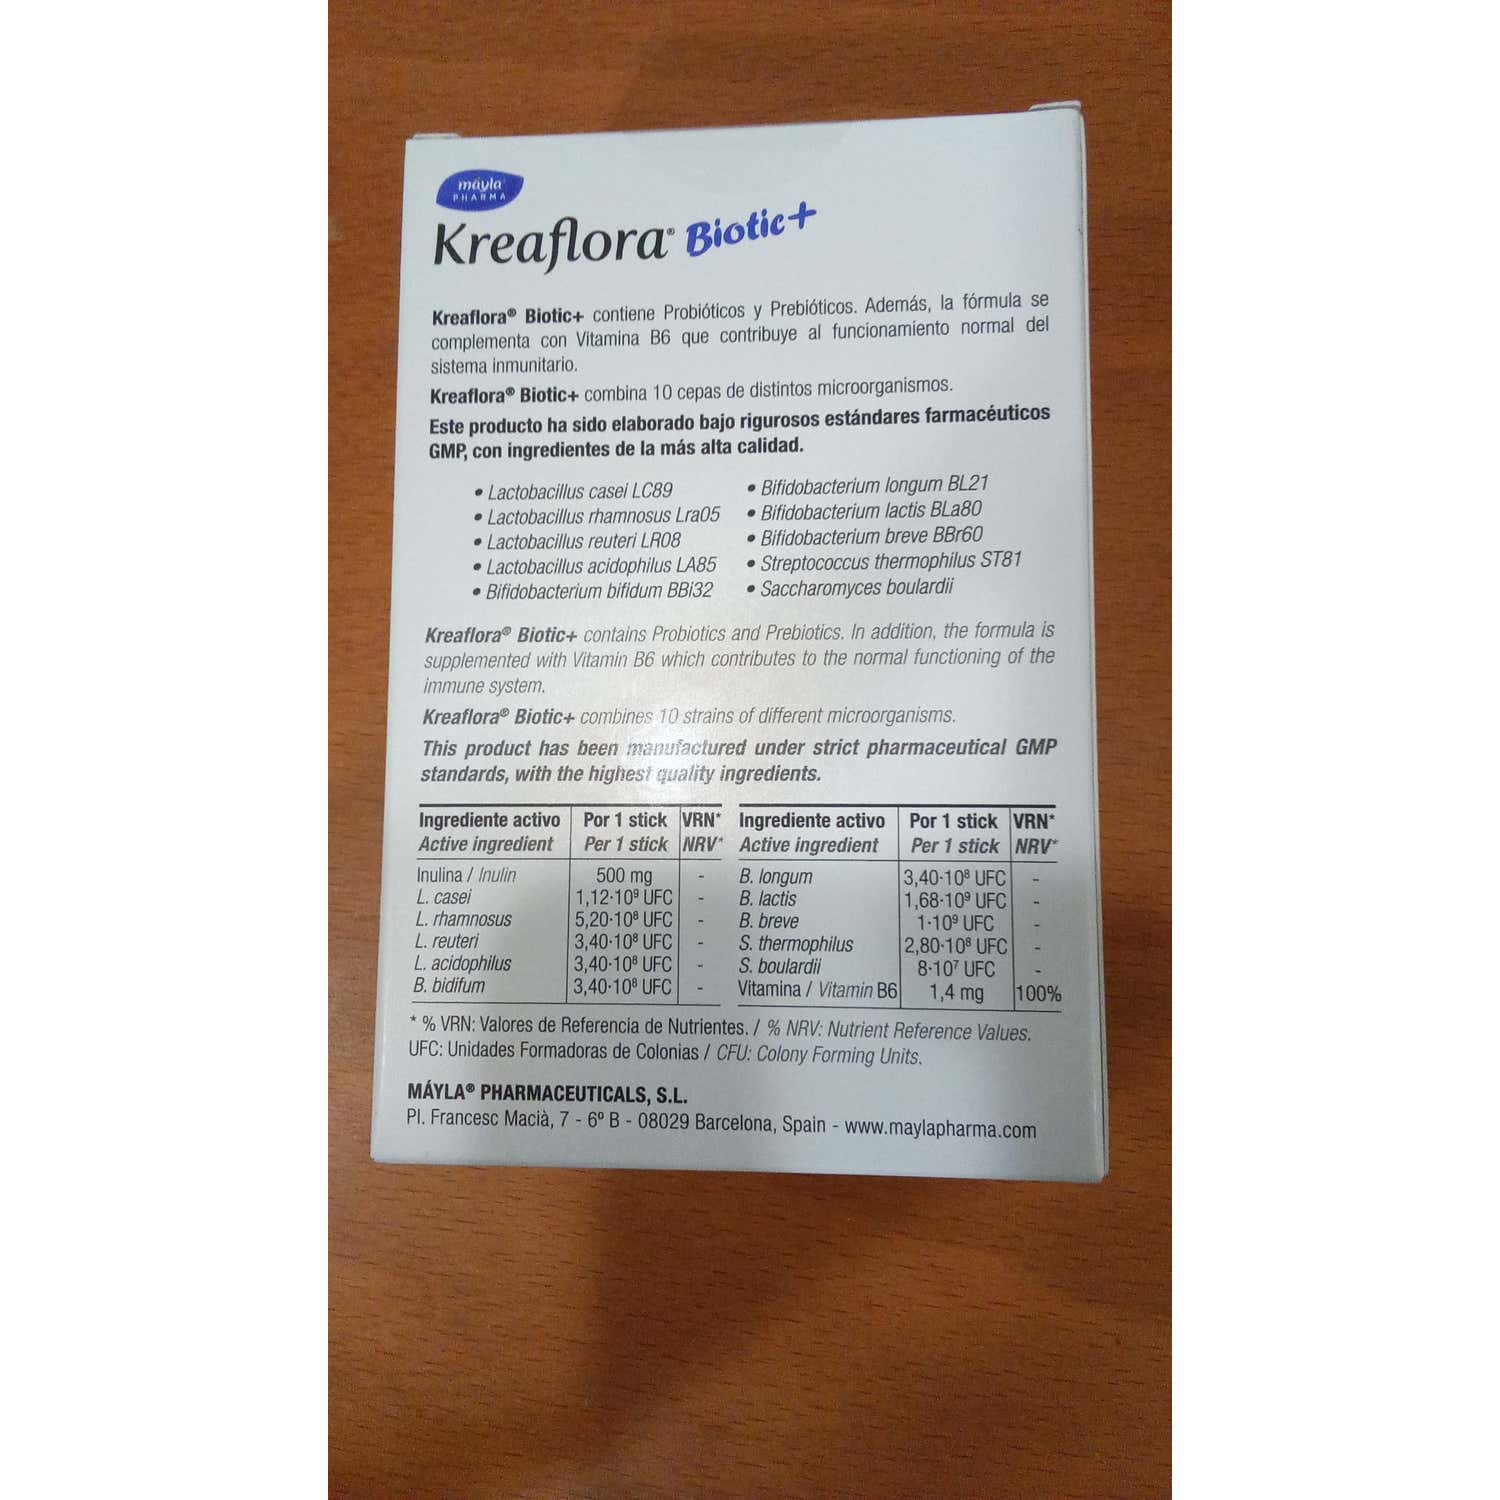 máyla
PHARMA
Kreaflora® Biotic+
Kreaflora® Biotic+ contiene Probióticos y Prebióticos. Además, la fórmula se
complementa con Vitamina B6 que contribuye al funcionamiento normal del
sistema inmunitario.
Kreaflora® Biotic+ combina 10 cepas de distintos microorganismos.
Este producto ha sido elaborado bajo rigurosos estándares farmacéuticos
GMP, con ingredientes de la más alta calidad.
• Lactobacillus casei LC89
• Lactobacillus rhamnosus Lra05
• Lactobacillus reuteri LR08
• Lactobacillus acidophilus LA85
• Bifidobacterium bifidum BBi32
• Bifidobacterium longum BL21
• Bifidobacterium lactis BLa80
• Bifidobacterium breve BBr60
• Streptococcus thermophilus ST81
• Saccharomyces boulardii
Kreaflora® Biotic+ contains Probiotics and Prebiotics. In addition, the formula is
supplemented with Vitamin B6 which contributes to the normal functioning of the
immune system.
Kreaflora® Biotic+ combines 10 strains of different microorganisms.
This product has been manufactured under strict pharmaceutical GMP
standards, with the highest quality ingredients.
Ingrediente activo Por 1 stick VRN*
Active ingredient Per 1 stick NRV*
Inulina / Inulin 500 mg -
L. casei 1,12·10⁹ UFC -
L. rhamnosus 5,20·10⁸ UFC -
L. reuteri 3,40·10⁸ UFC -
L. acidophilus 3,40·10⁸ UFC -
B. bidifum 3,40·10⁸ UFC -
Ingrediente activo Por 1 stick VRN*
Active ingredient Per 1 stick NRV*
B. longum 3,40·10⁸ UFC -
B. lactis 1,68·10⁹ UFC -
B. breve 1·10⁹ UFC -
S. thermophilus 2,80·10⁸ UFC -
S. boulardii 8·10⁷ UFC -
Vitamina / Vitamin B6 1,4 mg 100%
* % VRN: Valores de Referencia de Nutrientes. / % NRV: Nutrient Reference Values.
UFC: Unidades Formadoras de Colonias / CFU: Colony Forming Units.
MÁYLA® PHARMACEUTICALS, S.L.
Pl. Francesc Macià, 7 - 6º B - 08029 Barcelona, Spain - www.maylapharma.com